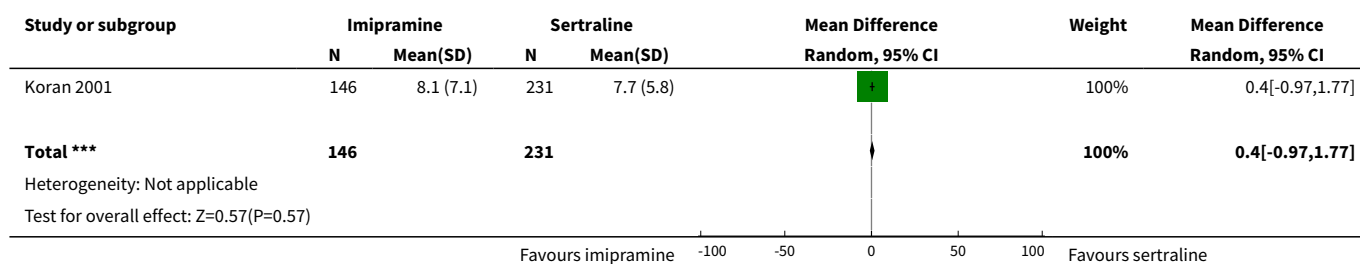 Study or subgroup Imipramine Sertraline Mean Difference Weight Mean Difference
N Mean(SD) N Mean(SD) Random, 95% CI Random, 95% CI
Koran 2001 146 8.1 (7.1) 231 7.7 (5.8) 100% 0.4[-0.97,1.77]
Total *** 146 231 100% 0.4[-0.97,1.77]
Heterogeneity: Not applicable
Test for overall effect: Z=0.57(P=0.57)
Favours imipramine -100 -50 0 50 100 Favours sertraline